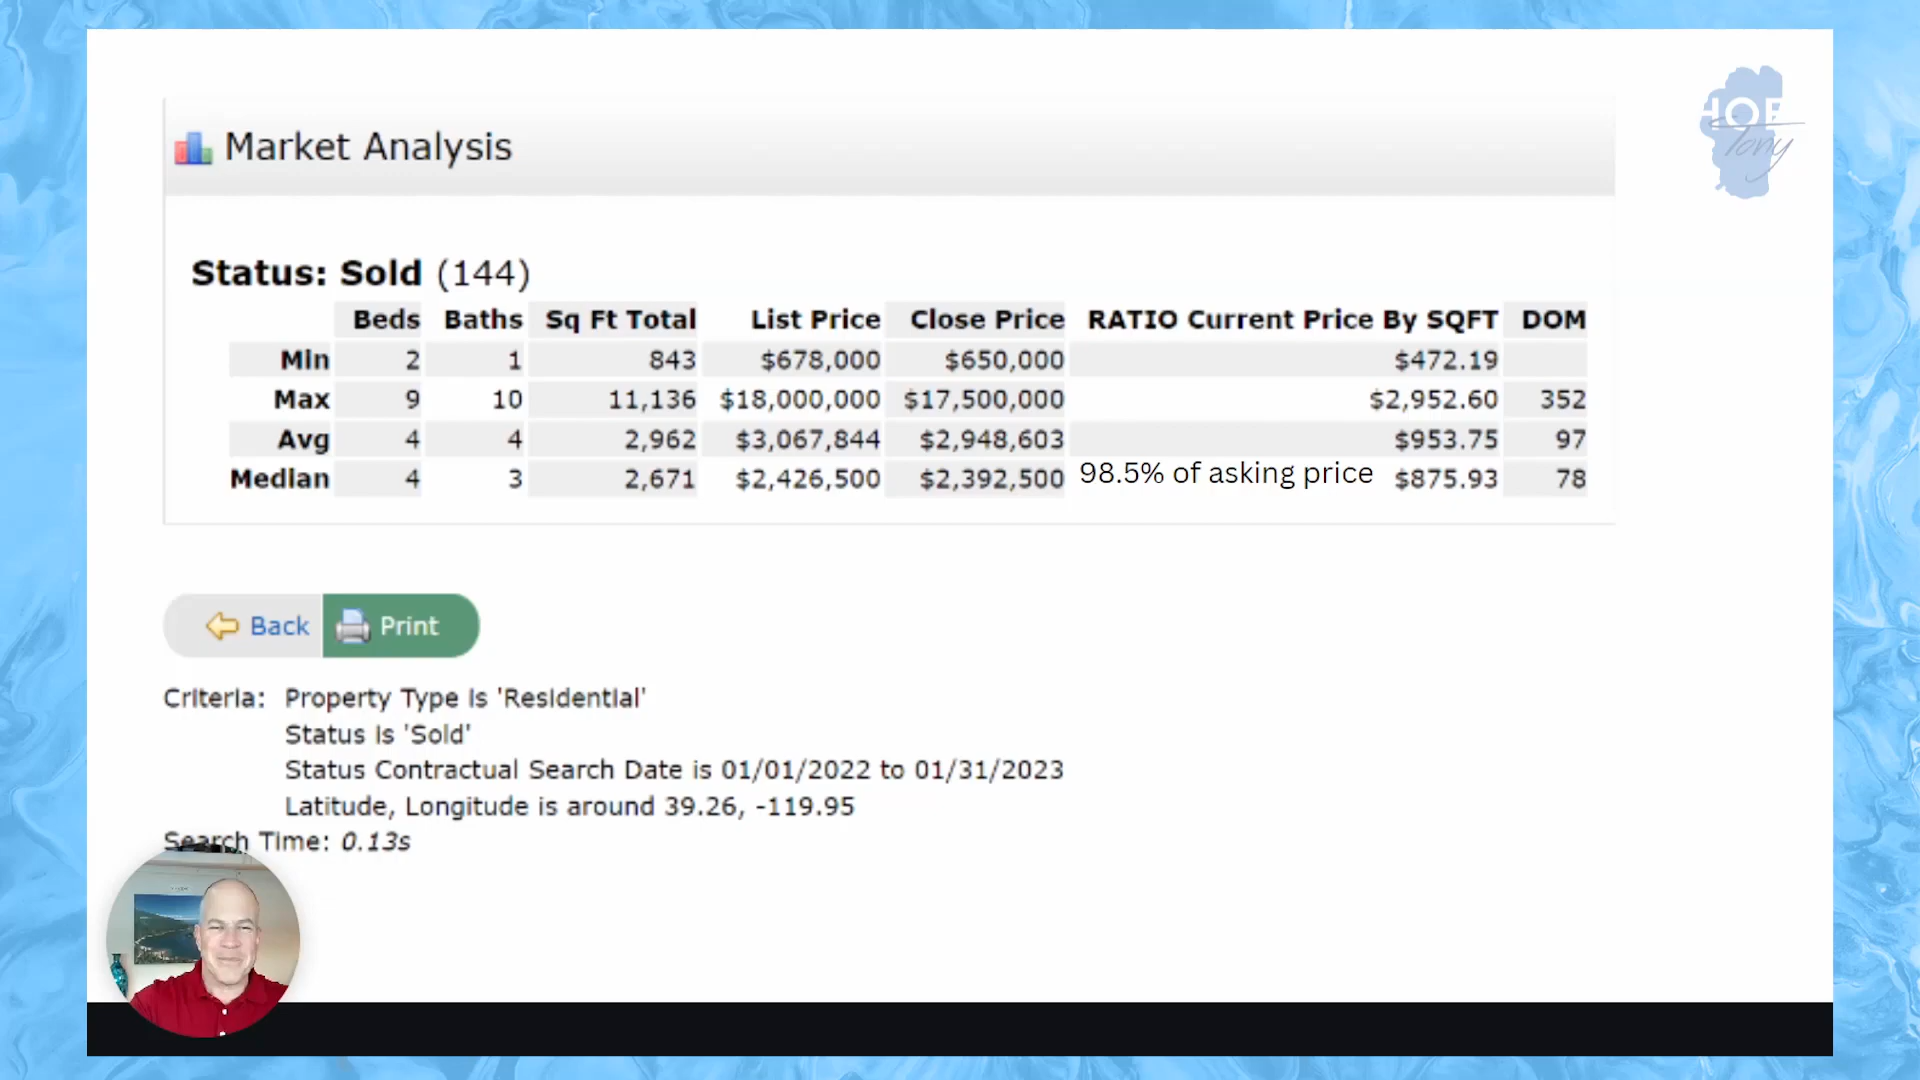 HOE
Tony
Market Analysis
Status: Sold (144)
Beds Baths Sq Ft Total List Price Close Price RATIO Current Price By SQFT DOM
Min 2 1 843 $678,000 $650,000 $472.19
Max 9 10 11,136 $18,000,000 $17,500,000 $2,952.60 352
Avg 4 4 2,962 $3,067,844 $2,948,603 $953.75 97
Median 4 3 2,671 $2,426,500 $2,392,500 98.5% of asking price $875.93 78
Back Print
Criteria: Property Type is 'Residential'
Status is 'Sold'
Status Contractual Search Date is 01/01/2022 to 01/31/2023
Latitude, Longitude is around 39.26, -119.95
Search Time: 0.13s